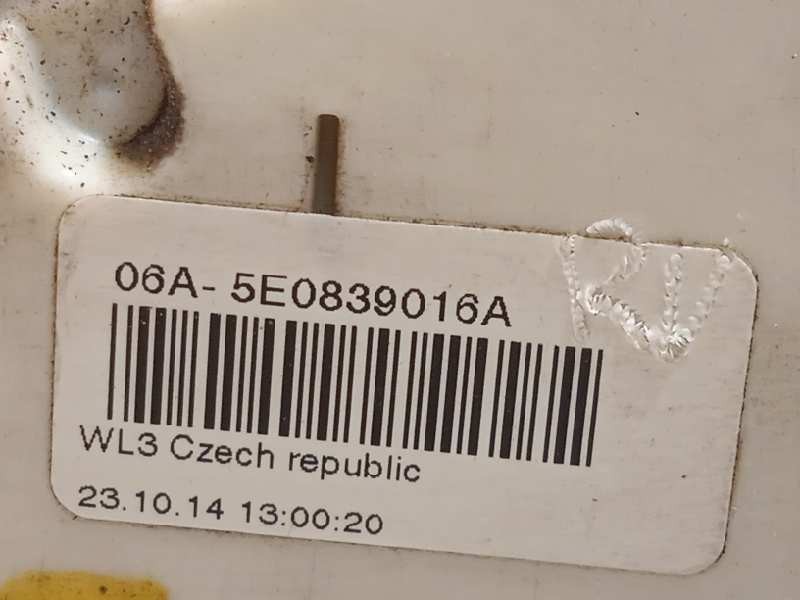 06A- 5E0839016A
WL3 Czech republic
23.10.14 13:00:20